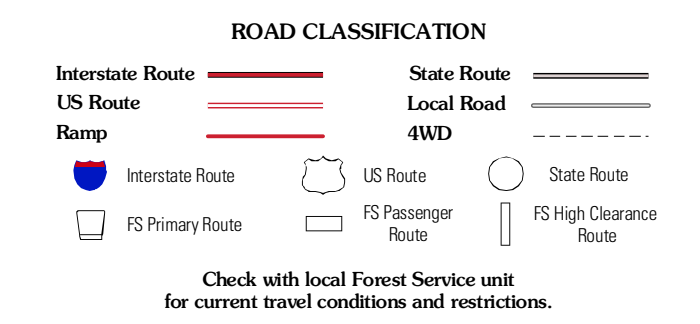 ROAD CLASSIFICATION
Interstate Route
State Route
US Route
Local Road
Ramp
4WD
Interstate Route
US Route
State Route
FS Primary Route
FS Passenger
Route
FS High Clearance
Route
Check with local Forest Service unit
for current travel conditions and restrictions.